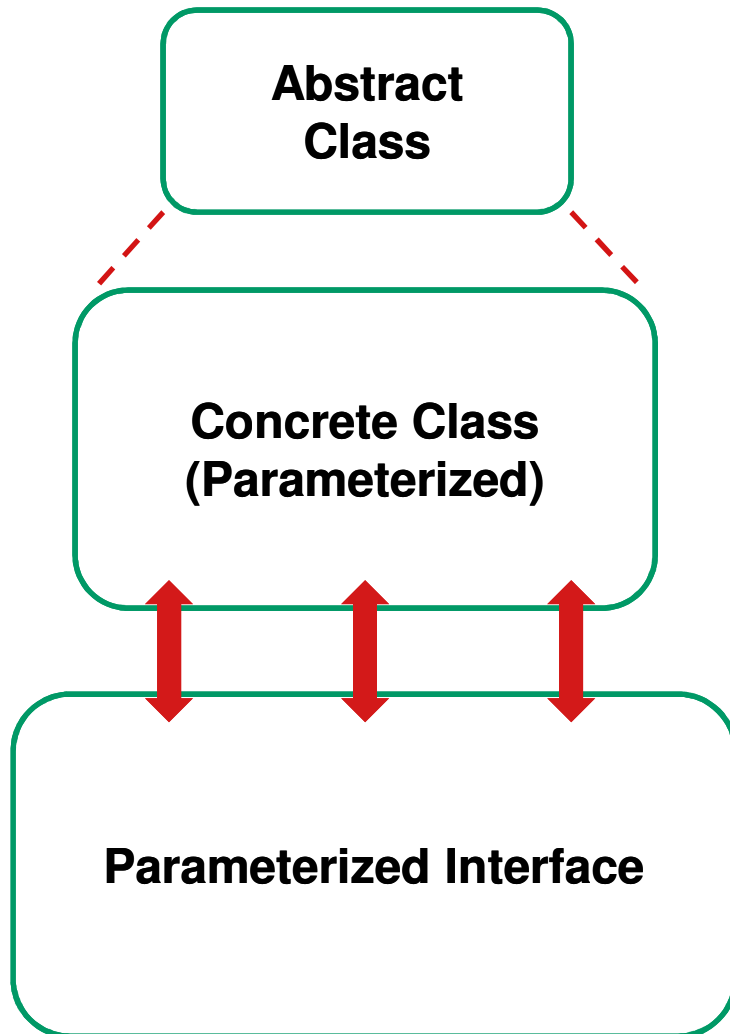 Abstract
Class
Concrete Class
(Parameterized)
Parameterized Interface